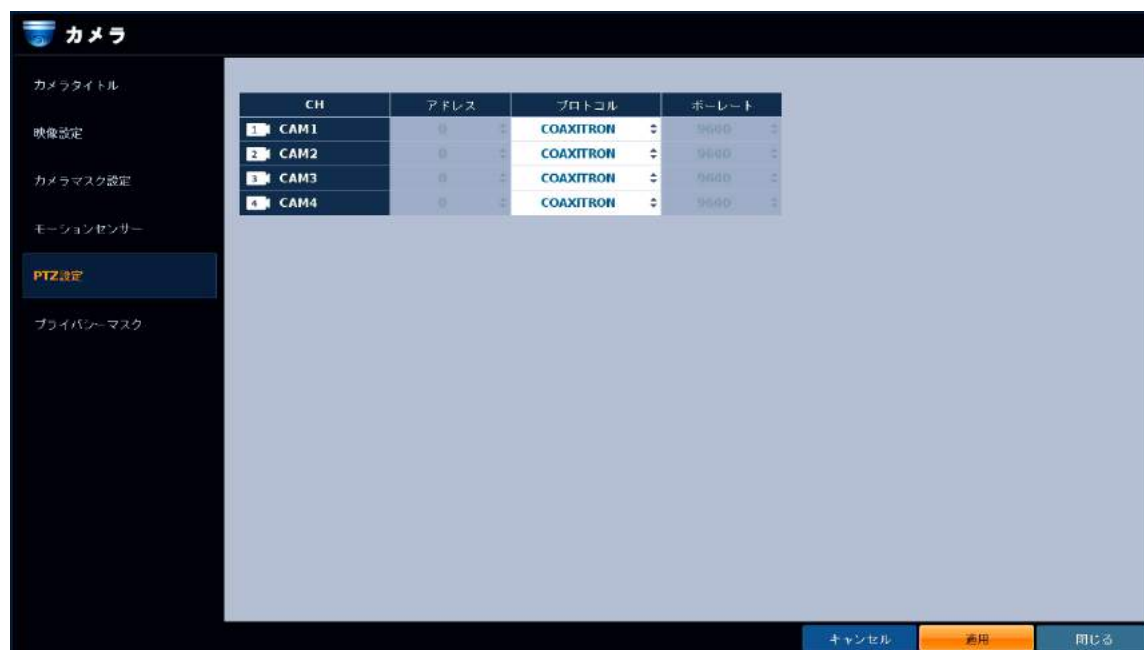 カメラ
カメラタイトル
映像設定
カメラマスク設定
モーションセンサー
PTZ設定
プライバシーマスク
CH アドレス プロトコル ボーレート
1 CAM1 0 COAXITRON 9600
2 CAM2 0 COAXITRON 9600
3 CAM3 0 COAXITRON 9600
4 CAM4 0 COAXITRON 9600
キャンセル 適用 閉じる